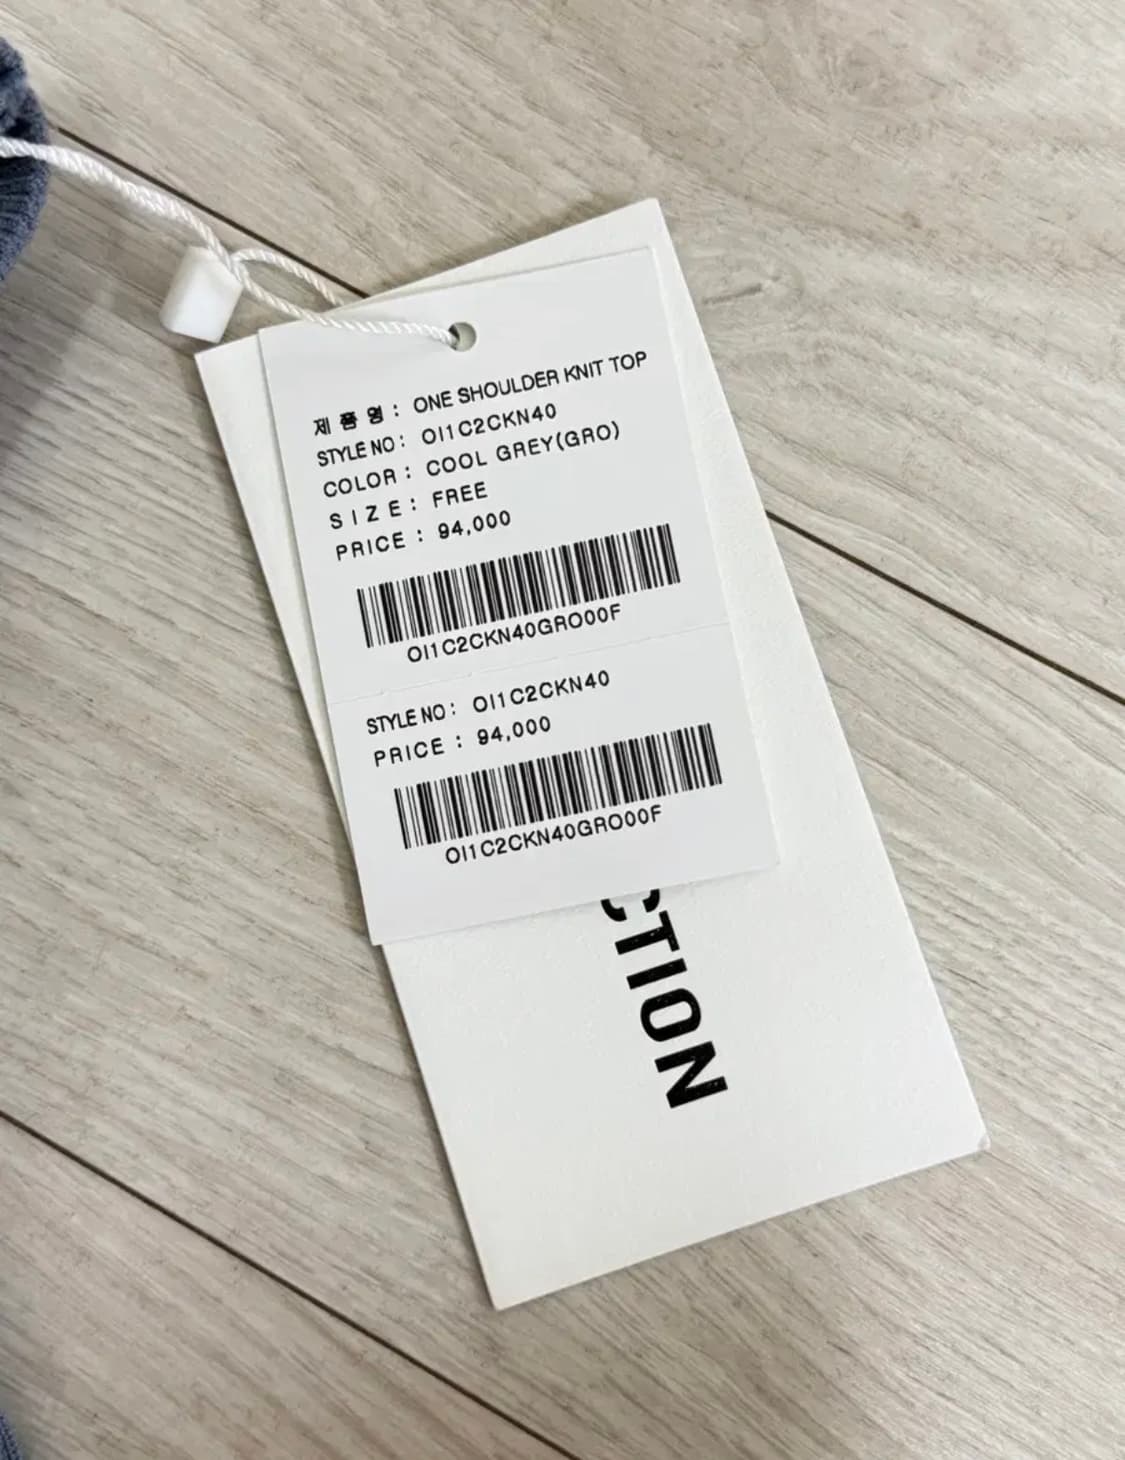 제 품 명 : ONE SHOULDER KNIT TOP
STYLE NO : OI1C2CKN40
COLOR : COOL GREY(GRO)
S I Z E : FREE
PRICE : 94,000
OI1C2CKN40GRO00F
STYLE NO : OI1C2CKN40
PRICE : 94,000
OI1C2CKN40GRO00F
CTION